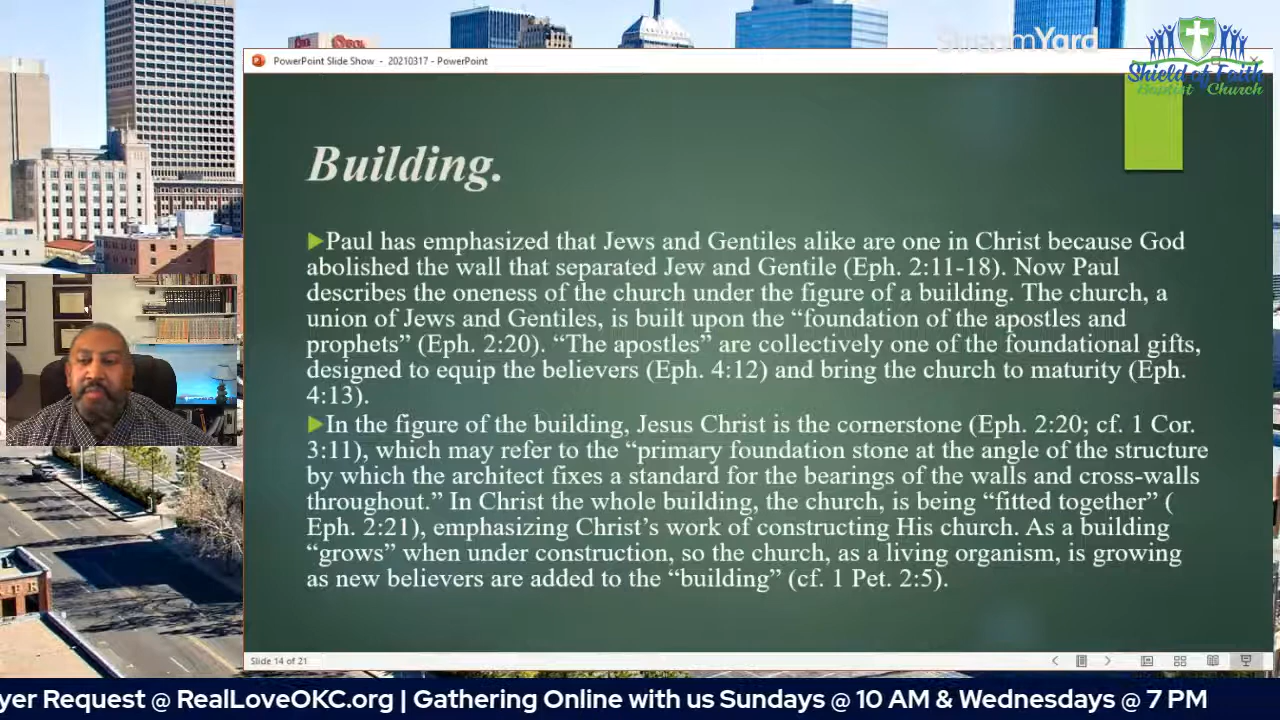 StreamYard
Shield of Faith
Baptist Church
PowerPoint Slide Show - 20210317 - PowerPoint
Building.
Paul has emphasized that Jews and Gentiles alike are one in Christ because God
abolished the wall that separated Jew and Gentile (Eph. 2:11-18). Now Paul
describes the oneness of the church under the figure of a building. The church, a
union of Jews and Gentiles, is built upon the “foundation of the apostles and
prophets” (Eph. 2:20). “The apostles” are collectively one of the foundational gifts,
designed to equip the believers (Eph. 4:12) and bring the church to maturity (Eph.
4:13).
In the figure of the building, Jesus Christ is the cornerstone (Eph. 2:20; cf. 1 Cor.
3:11), which may refer to the “primary foundation stone at the angle of the structure
by which the architect fixes a standard for the bearings of the walls and cross-walls
throughout.” In Christ the whole building, the church, is being “fitted together” (
Eph. 2:21), emphasizing Christ’s work of constructing His church. As a building
“grows” when under construction, so the church, as a living organism, is growing
as new believers are added to the “building” (cf. 1 Pet. 2:5).
Slide 14 of 21
yer Request @ RealLoveOKC.org | Gathering Online with us Sundays @ 10 AM & Wednesdays @ 7 PM